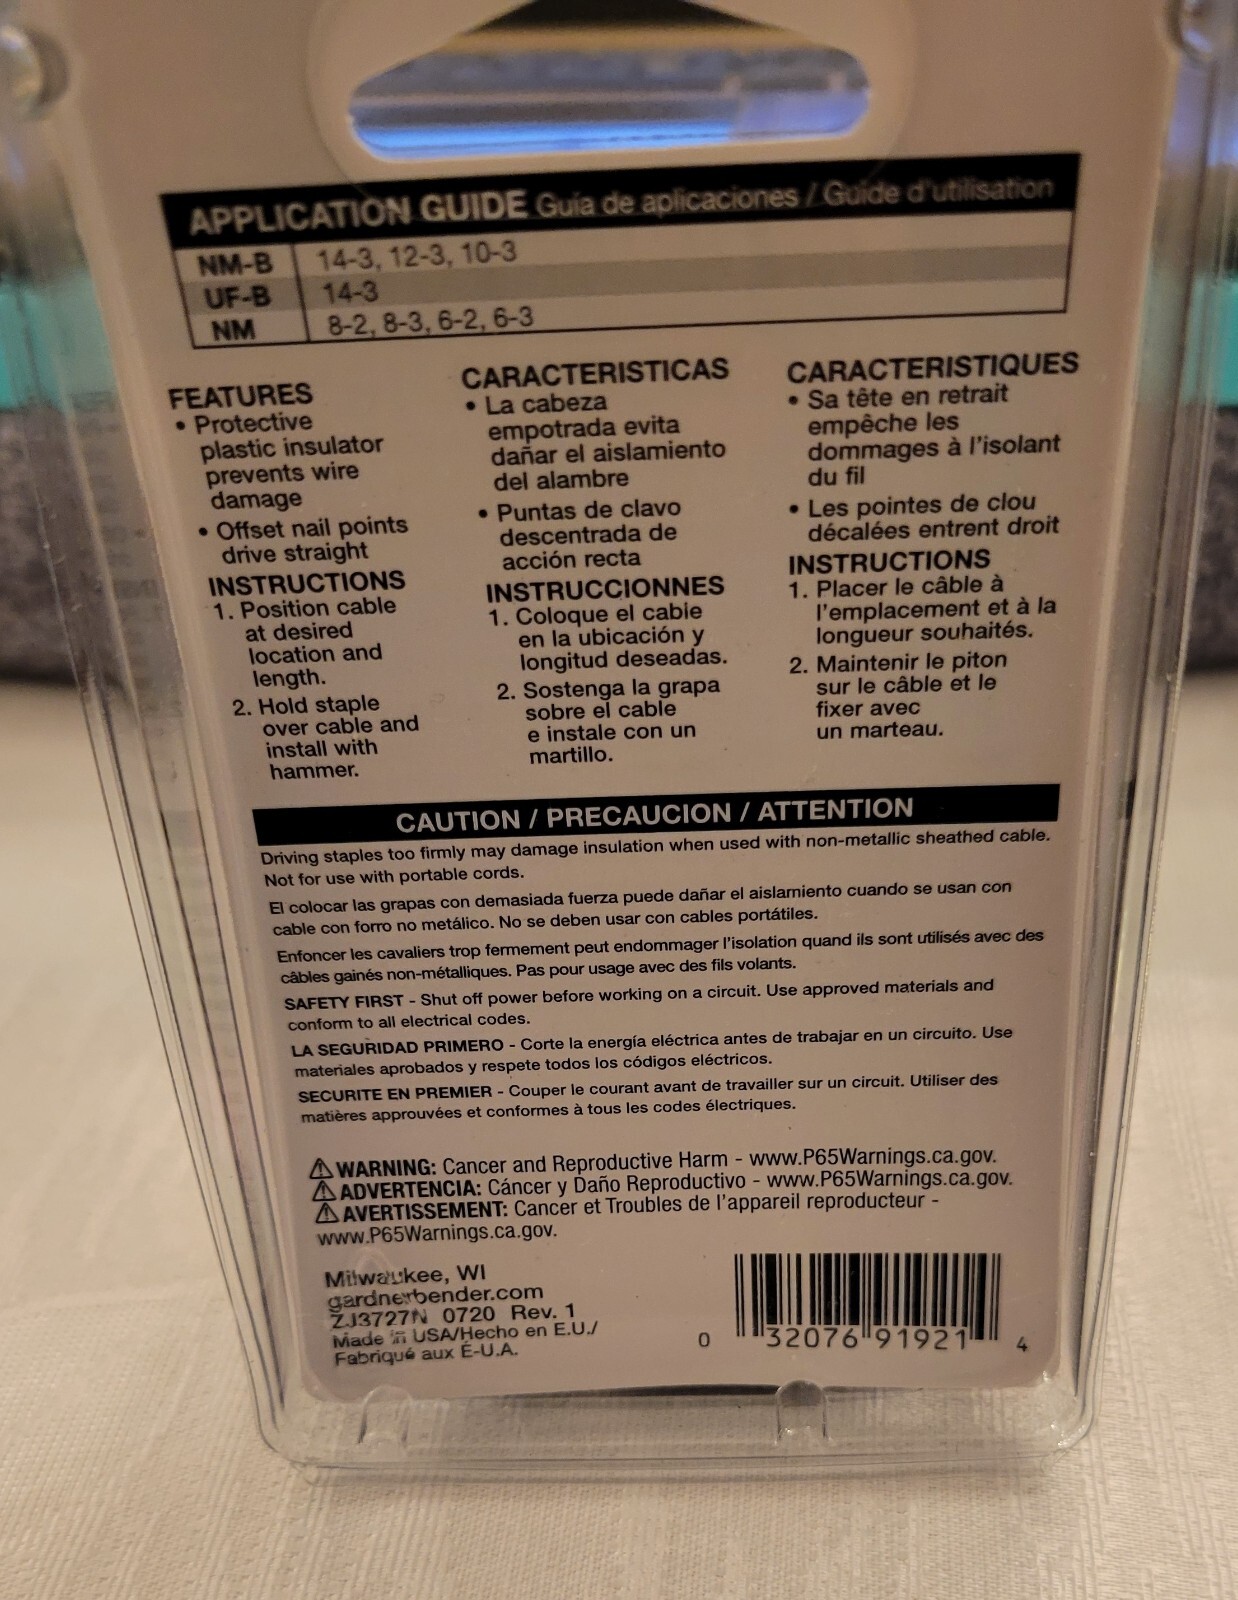 APPLICATION GUIDE Guía de aplicaciones / Guide d'utilisation
NM-B 14-3, 12-3, 10-3
UF-B 14-3
NM 8-2, 8-3, 6-2, 6-3
FEATURES
• Protective
plastic insulator
prevents wire
damage
• Offset nail points
drive straight
INSTRUCTIONS
1. Position cable
at desired
location and
length.
2. Hold staple
over cable and
install with
hammer.
CARACTERISTICAS
• La cabeza
empotrada evita
dañar el aislamiento
del alambre
• Puntas de clavo
descentrada de
acción recta
INSTRUCCIONNES
1. Coloque el cable
en la ubicación y
longitud deseadas.
2. Sostenga la grapa
sobre el cable
e instale con un
martillo.
CARACTERISTIQUES
• Sa tête en retrait
empêche les
dommages à l'isolant
du fil
• Les pointes de clou
décalées entrent droit
INSTRUCTIONS
1. Placer le câble à
l'emplacement et à la
longueur souhaités.
2. Maintenir le piton
sur le câble et le
fixer avec
un marteau.
CAUTION / PRECAUCION / ATTENTION
Driving staples too firmly may damage insulation when used with non-metallic sheathed cable.
Not for use with portable cords.
El colocar las grapas con demasiada fuerza puede dañar el aislamiento cuando se usan con
cable con forro no metálico. No se deben usar con cables portátiles.
Enfoncer les cavaliers trop fermement peut endommager l'isolation quand ils sont utilisés avec des
câbles gainés non-métalliques. Pas pour usage avec des fils volants.
SAFETY FIRST - Shut off power before working on a circuit. Use approved materials and
conform to all electrical codes.
LA SEGURIDAD PRIMERO - Corte la energía eléctrica antes de trabajar en un circuito. Use
materiales aprobados y respete todos los códigos eléctricos.
SECURITE EN PREMIER - Couper le courant avant de travailler sur un circuit. Utiliser des
matières approuvées et conformes à tous les codes électriques.
⚠ WARNING: Cancer and Reproductive Harm - www.P65Warnings.ca.gov.
⚠ ADVERTENCIA: Cáncer y Daño Reproductivo - www.P65Warnings.ca.gov.
⚠ AVERTISSEMENT: Cancer et Troubles de l'appareil reproducteur -
www.P65Warnings.ca.gov.
Milwaukee, WI
gardnerbender.com
ZJ3727N 0720 Rev. 1
Made in USA/Hecho en E.U./
Fabriqué aux É-U.A.
0 32076 91921 4